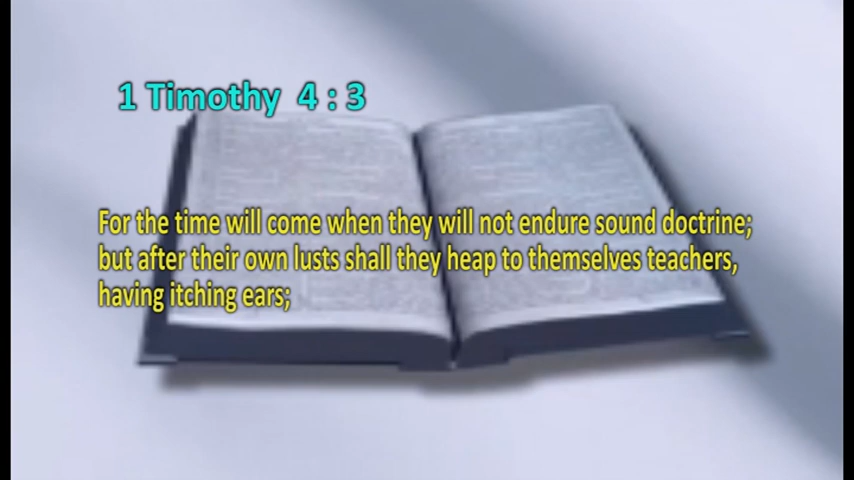 1 Timothy 4 : 3
For the time will come when they will not endure sound doctrine;
but after their own lusts shall they heap to themselves teachers,
having itching ears;